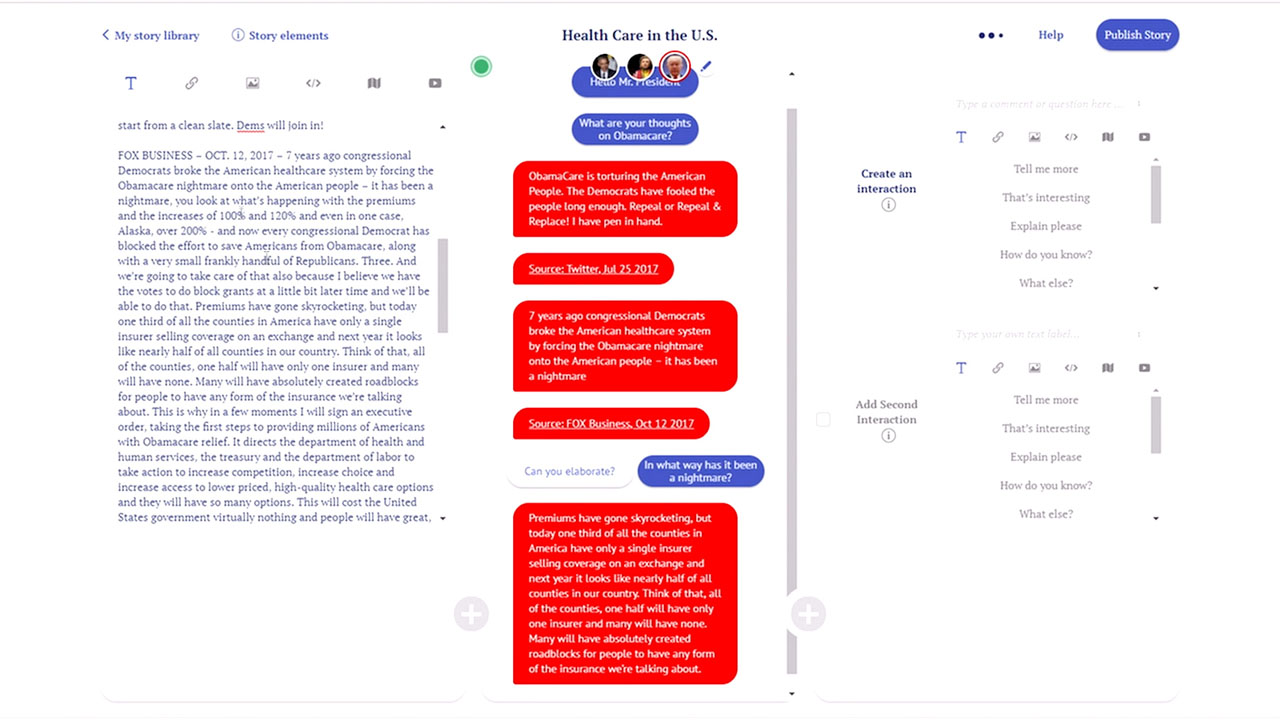 My story library
Story elements
Health Care in the U.S.
Help
Publish Story
start from a clean slate. Dems will join in!
FOX BUSINESS – OCT. 12, 2017 – 7 years ago congressional
Democrats broke the American healthcare system by forcing the
Obamacare nightmare onto the American people – it has been a
nightmare, you look at what's happening with the premiums
and the increases of 100% and 120% and even in one case,
Alaska, over 200% - and now every congressional Democrat has
blocked the effort to save Americans from Obamacare, along
with a very small frankly handful of Republicans. Three. And
we're going to take care of that also because I believe we have
the votes to do block grants at a little bit later time and we'll be
able to do that. Premiums have gone skyrocketing, but today
one third of all the counties in America have only a single
insurer selling coverage on an exchange and next year it looks
like nearly half of all counties in our country. Think of that, all
of the counties, one half will have only one insurer and many
will have none. Many will have absolutely created roadblocks
for people to have any form of the insurance we're talking
about. This is why in a few moments I will sign an executive
order, taking the first steps to providing millions of Americans
with Obamacare relief. It directs the department of health and
human services, the treasury and the department of labor to
take action to increase competition, increase choice and
increase access to lower priced, high-quality health care options
and they will have so many options. This will cost the United
States government virtually nothing and people will have great,
Hello Mr. President
What are your thoughts
on Obamacare?
ObamaCare is torturing the American
People. The Democrats have fooled the
people long enough. Repeal or Repeal &
Replace! I have pen in hand.
Source: Twitter, Jul 25 2017
7 years ago congressional Democrats
broke the American healthcare system
by forcing the Obamacare nightmare
onto the American people – it has been
a nightmare
Source: FOX Business, Oct 12 2017
Can you elaborate?
In what way has it been
a nightmare?
Premiums have gone skyrocketing, but
today one third of all the counties in
America have only a single insurer
selling coverage on an exchange and
next year it looks like nearly half of all
counties in our country. Think of that, all
of the counties, one half will have only
one insurer and many will have none.
Many will have absolutely created
roadblocks for people to have any form
of the insurance we're talking about.
Type a comment or question here ...
Create an
interaction
Tell me more
That's interesting
Explain please
How do you know?
What else?
Type your own text label...
Add Second
Interaction
Tell me more
That's interesting
Explain please
How do you know?
What else?